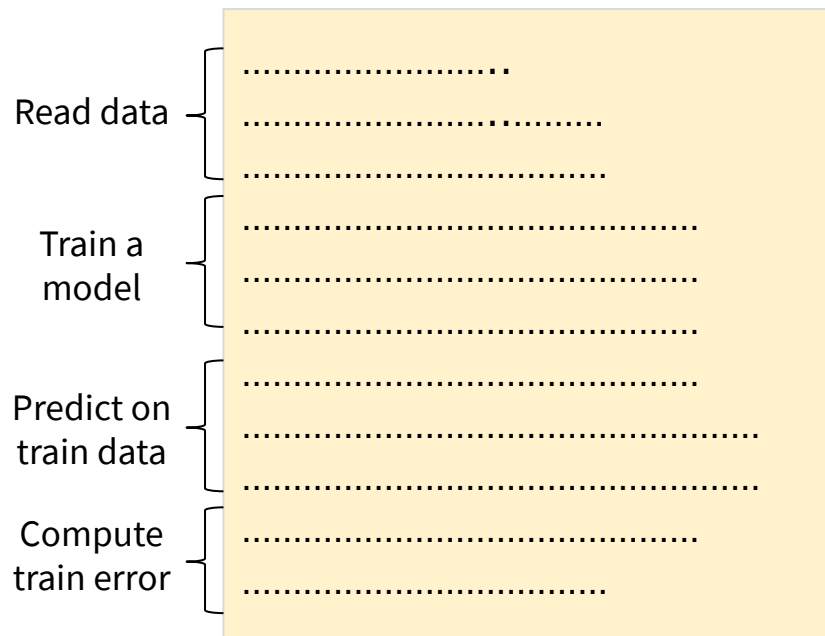 Read data
Train a
model
Predict on
train data
Compute
train error